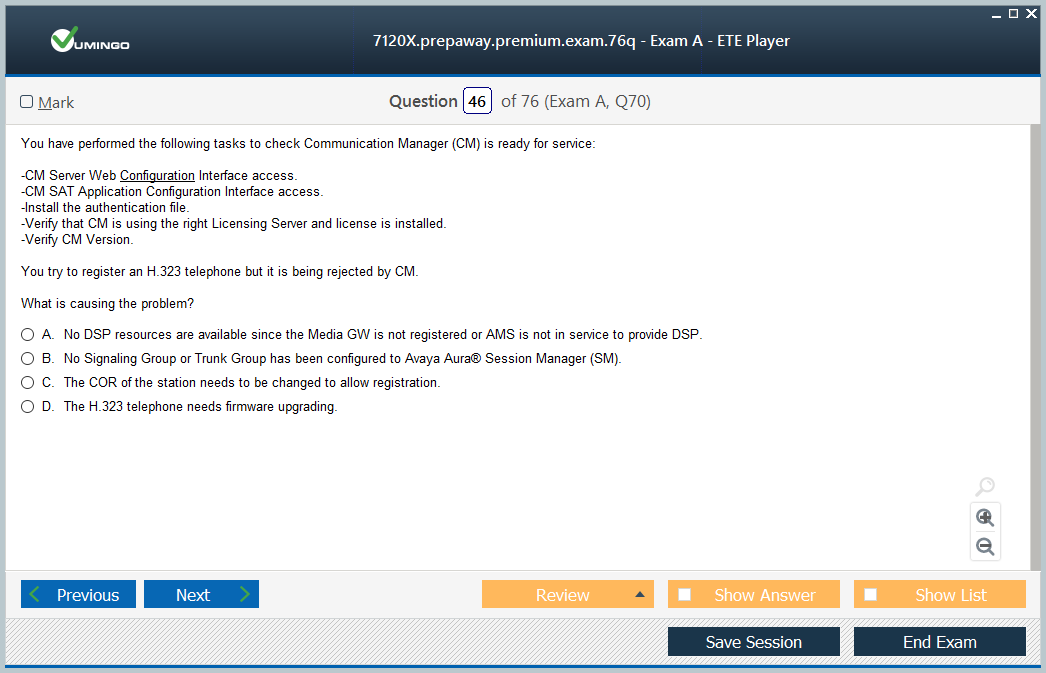 VUMINGO
7120X.prepaway.premium.exam.76q - Exam A - ETE Player
Mark
Question 46 of 76 (Exam A, Q70)
You have performed the following tasks to check Communication Manager (CM) is ready for service:
-CM Server Web Configuration Interface access.
-CM SAT Application Configuration Interface access.
-Install the authentication file.
-Verify that CM is using the right Licensing Server and license is installed.
-Verify CM Version.
You try to register an H.323 telephone but it is being rejected by CM.
What is causing the problem?
A. No DSP resources are available since the Media GW is not registered or AMS is not in service to provide DSP.
B. No Signaling Group or Trunk Group has been configured to Avaya Aura® Session Manager (SM).
C. The COR of the station needs to be changed to allow registration.
D. The H.323 telephone needs firmware upgrading.
Previous Next Review Show Answer Show List
Save Session End Exam